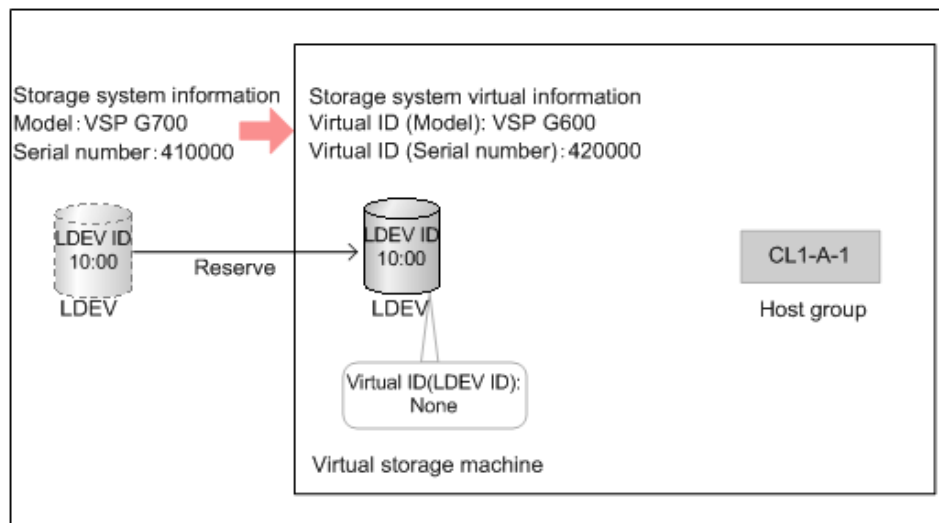 Storage system information
Model：VSP G700
Serial number：410000
Storage system virtual information
Virtual ID (Model): VSP G600
Virtual ID (Serial number)：420000
LDEV ID
10:00
LDEV
Reserve
LDEV ID
10:00
LDEV
CL1-A-1
Host group
Virtual ID(LDEV ID):
None
Virtual storage machine